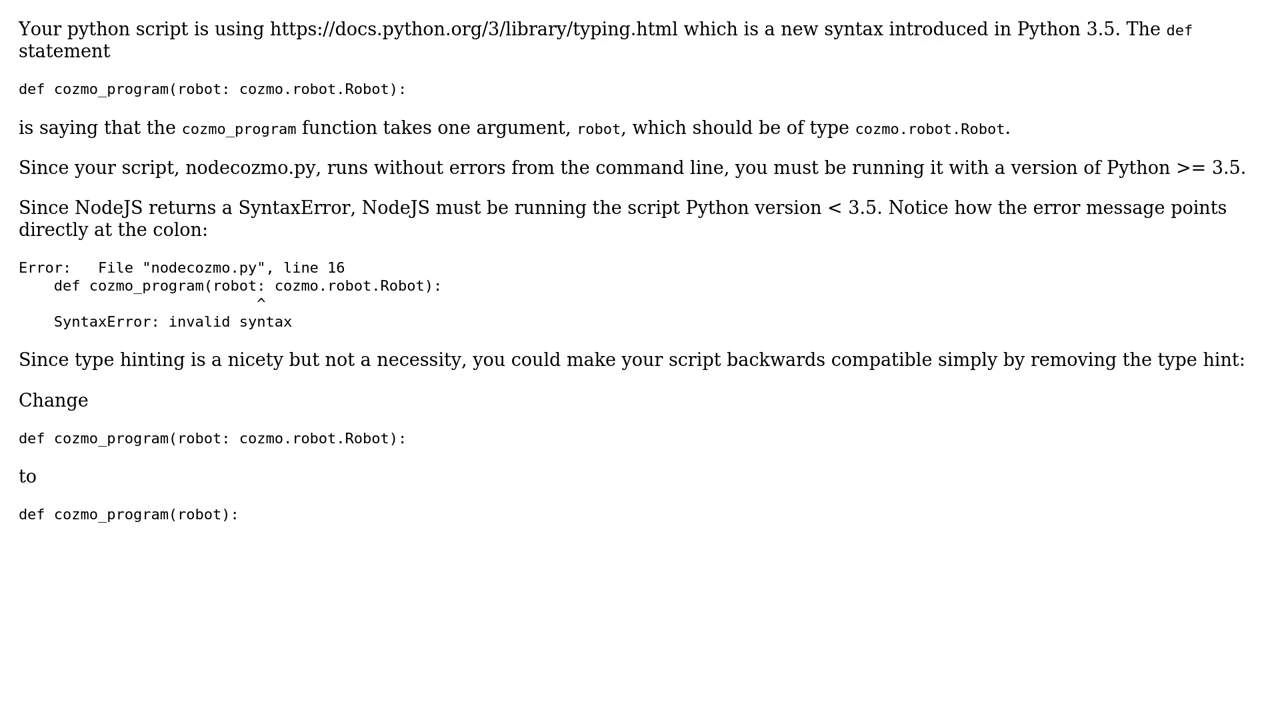 Your python script is using https://docs.python.org/3/library/typing.html which is a new syntax introduced in Python 3.5. The def
statement
def cozmo_program(robot: cozmo.robot.Robot):
is saying that the cozmo_program function takes one argument, robot, which should be of type cozmo.robot.Robot.
Since your script, nodecozmo.py, runs without errors from the command line, you must be running it with a version of Python >= 3.5.
Since NodeJS returns a SyntaxError, NodeJS must be running the script Python version < 3.5. Notice how the error message points
directly at the colon:
Error:   File "nodecozmo.py", line 16
    def cozmo_program(robot: cozmo.robot.Robot):
                           ^
    SyntaxError: invalid syntax
Since type hinting is a nicety but not a necessity, you could make your script backwards compatible simply by removing the type hint:
Change
def cozmo_program(robot: cozmo.robot.Robot):
to
def cozmo_program(robot):